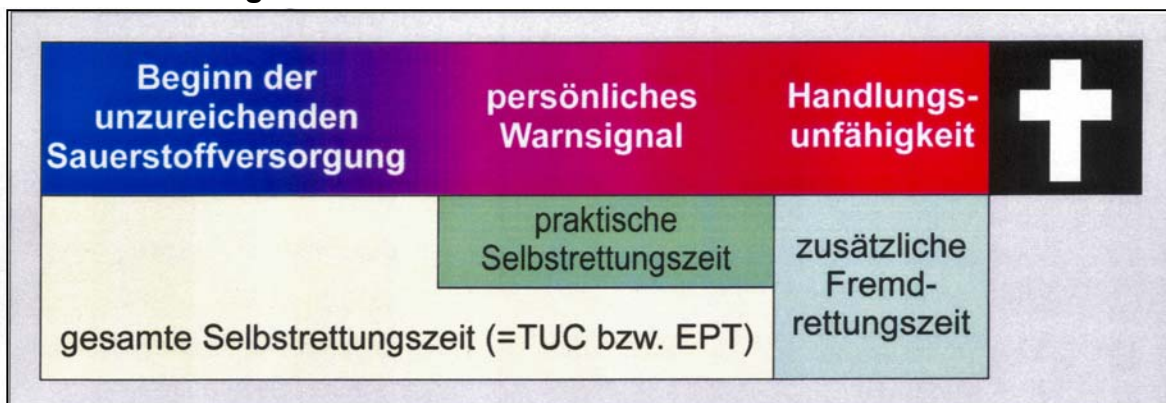 Beginn der
unzureichenden
Sauerstoffversorgung
persönliches
Warnsignal
Handlungs-
unfähigkeit
praktische
Selbstrettungszeit
zusätzliche
Fremd-
rettungszeit
gesamte Selbstrettungszeit (=TUC bzw. EPT)